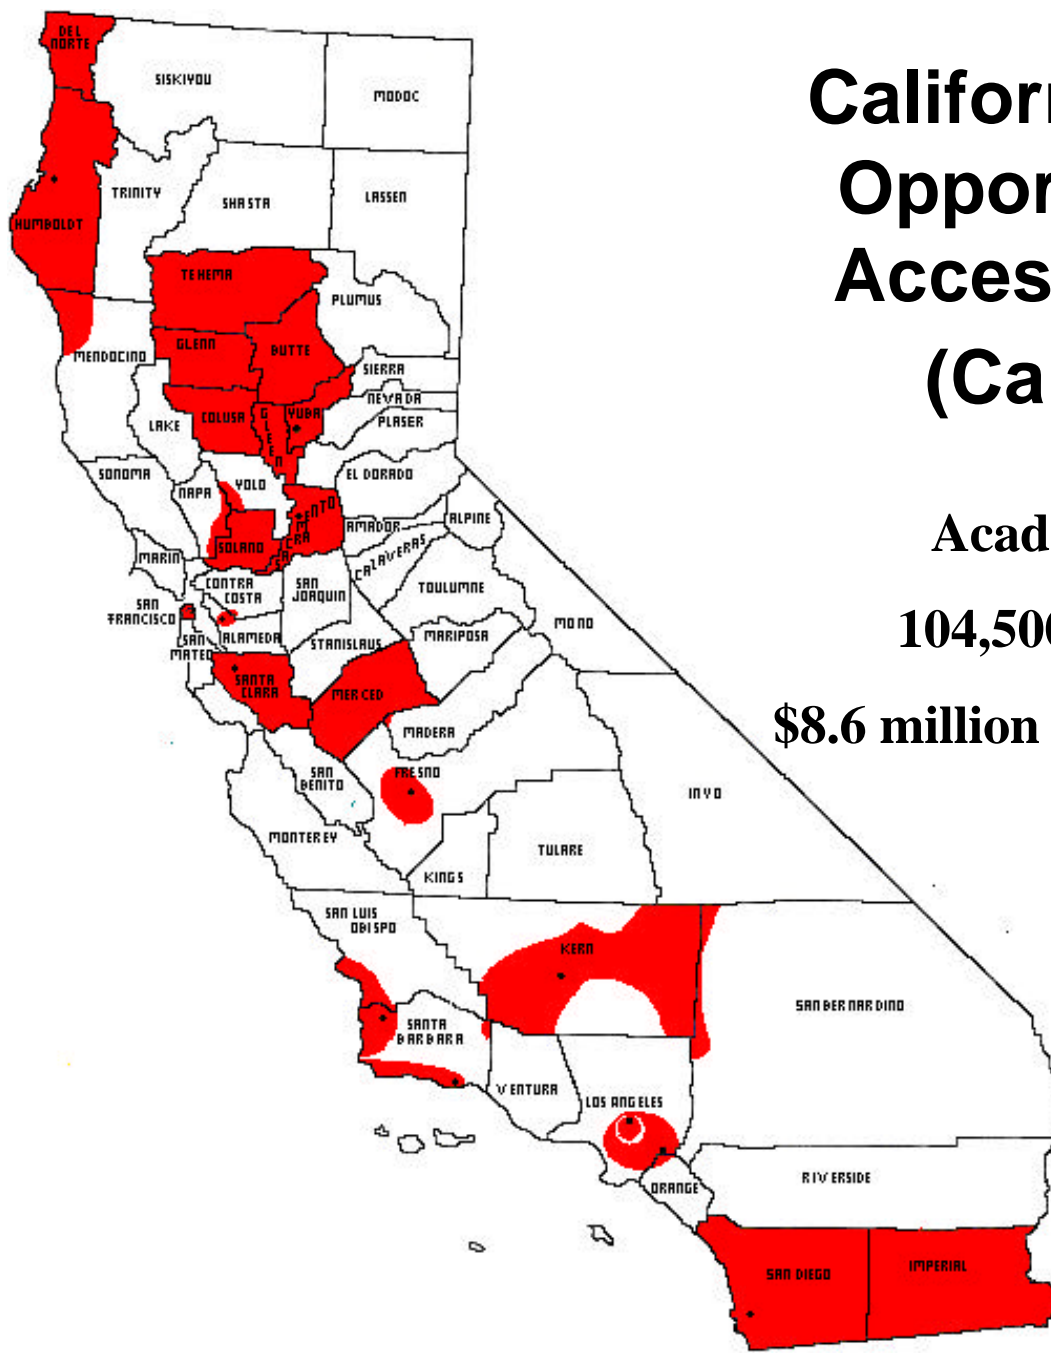 Califor
Oppor
Acces
(Ca
Acad
104,500
$8.6 million
DEL
NORTE
SISKIYOU
MODOC
HUMBOLDT
TRINITY
SHASTA
LASSEN
TEHEMA
PLUMUS
MENDOCINO
GLENN
BUTTE
SIERRA
NEVADA
PLASER
LAKE
COLUSA
GLEEN
YUBA
SONOMA
NAPA
YOLO
EL DORADO
SOLANO
SACRAMENTO
AMADOR
ALPINE
CALAVERAS
MARIN
CONTRA
COSTA
SAN
JOAQUIN
TOULUMNE
SAN
FRANCISCO
ALAMEDA
STANISLAUS
MARIPOSA
MONO
SAN
MATEO
SANTA
CLARA
MERCED
MADERA
SAN
BENITO
FRESNO
INYO
MONTEREY
KINGS
TULARE
SAN LUIS
OBISPO
KERN
SAN BERNARDINO
SANTA
BARBARA
VENTURA
LOS ANGELES
RIVERSIDE
ORANGE
SAN DIEGO
IMPERIAL